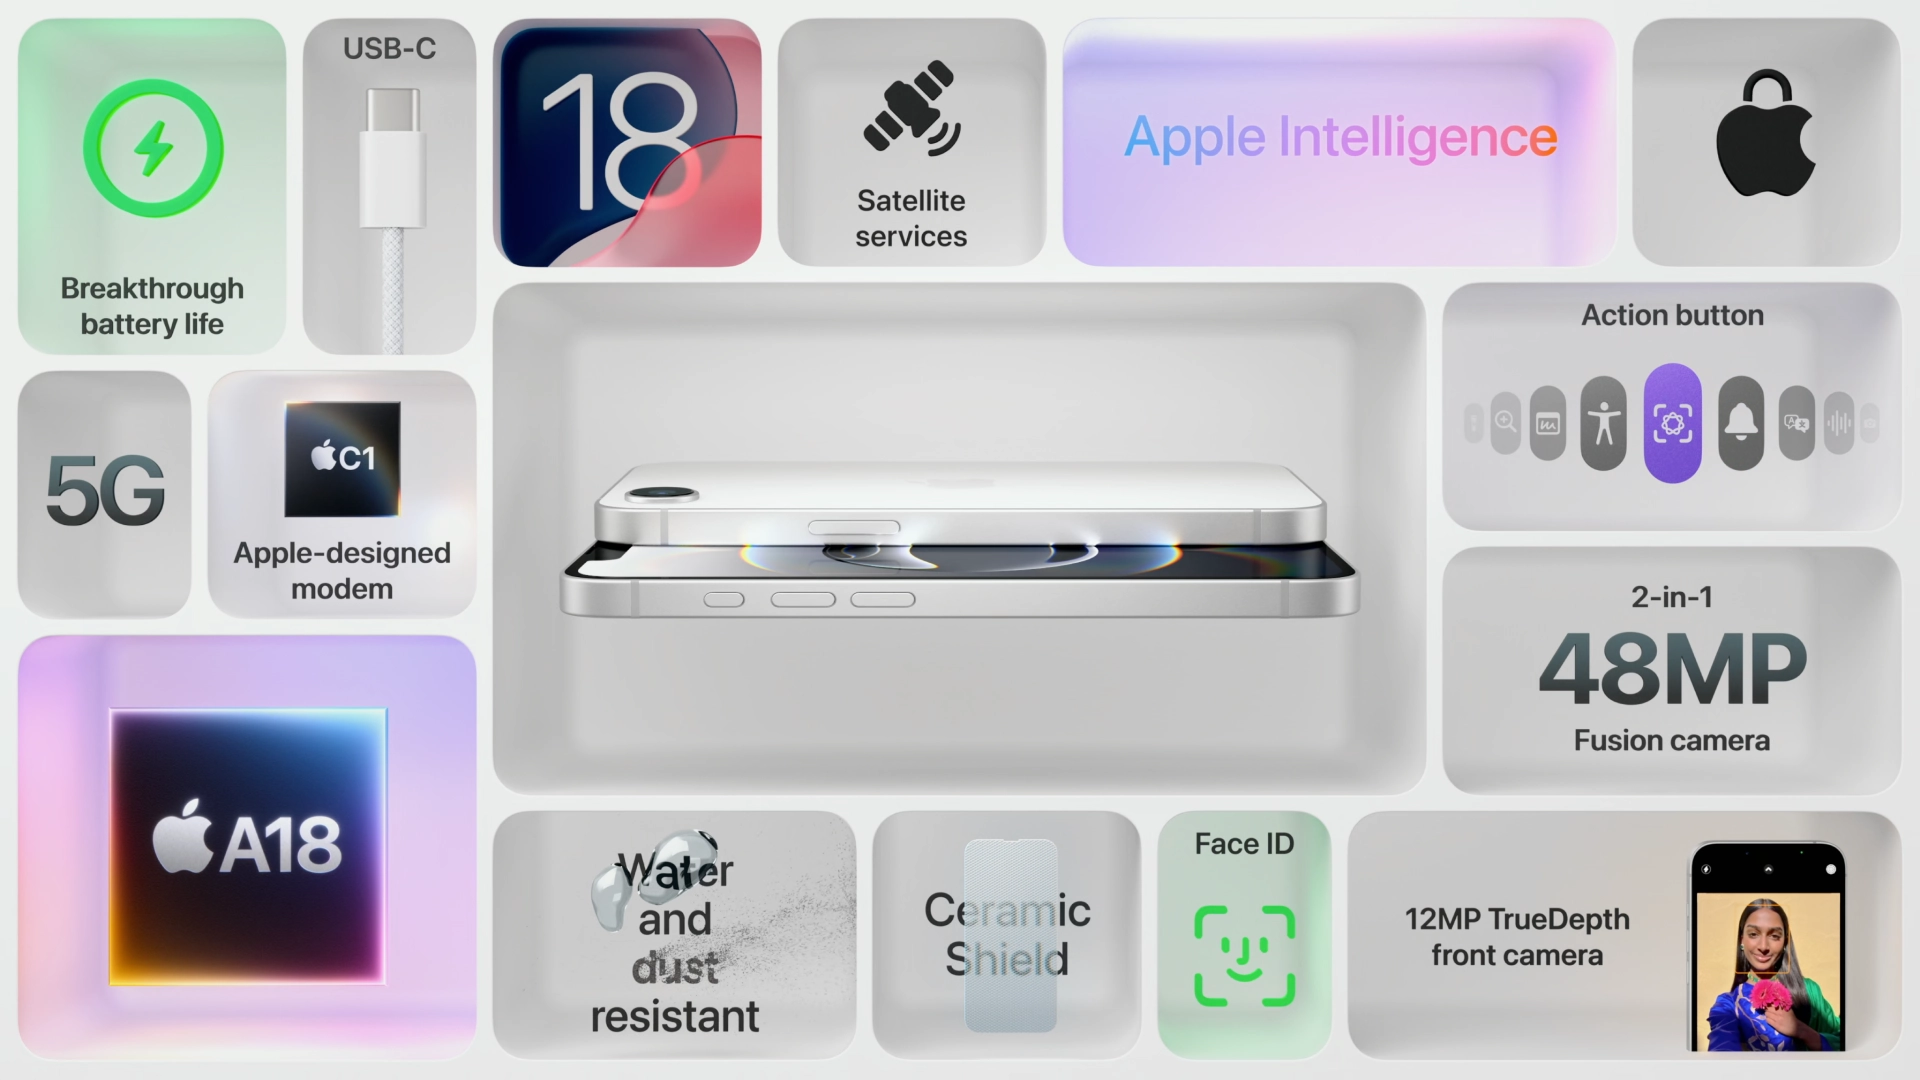 Breakthrough
battery life
USB-C
18
Satellite
services
Apple Intelligence
5G
C1
Apple-designed
modem
Action button
2-in-1
48MP
Fusion camera
A18
Water
and
dust
resistant
Ceramic
Shield
Face ID
12MP TrueDepth
front camera